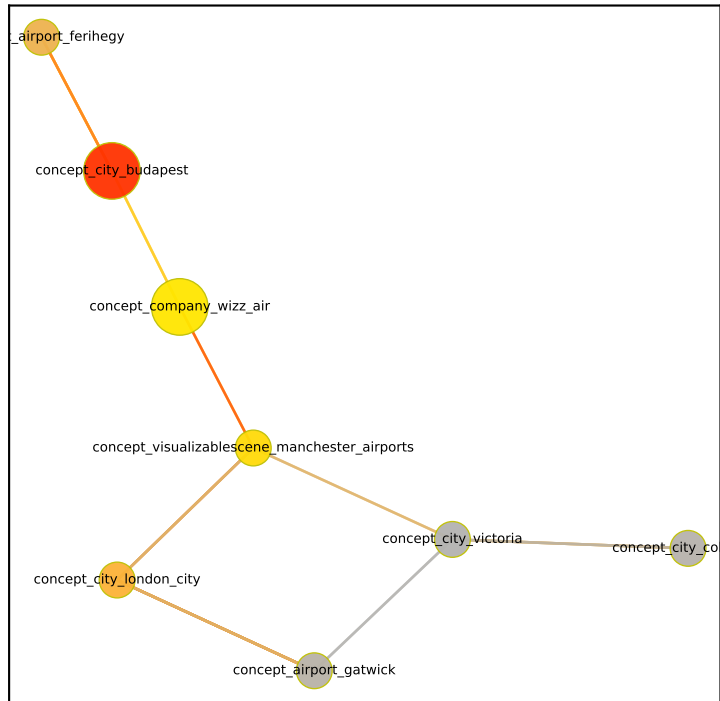 _airport_ferihegy
concept_city_budapest
concept_company_wizz_air
concept_visualizablescene_manchester_airports
concept_city_victoria
concept_city_co
concept_city_london_city
concept_airport_gatwick